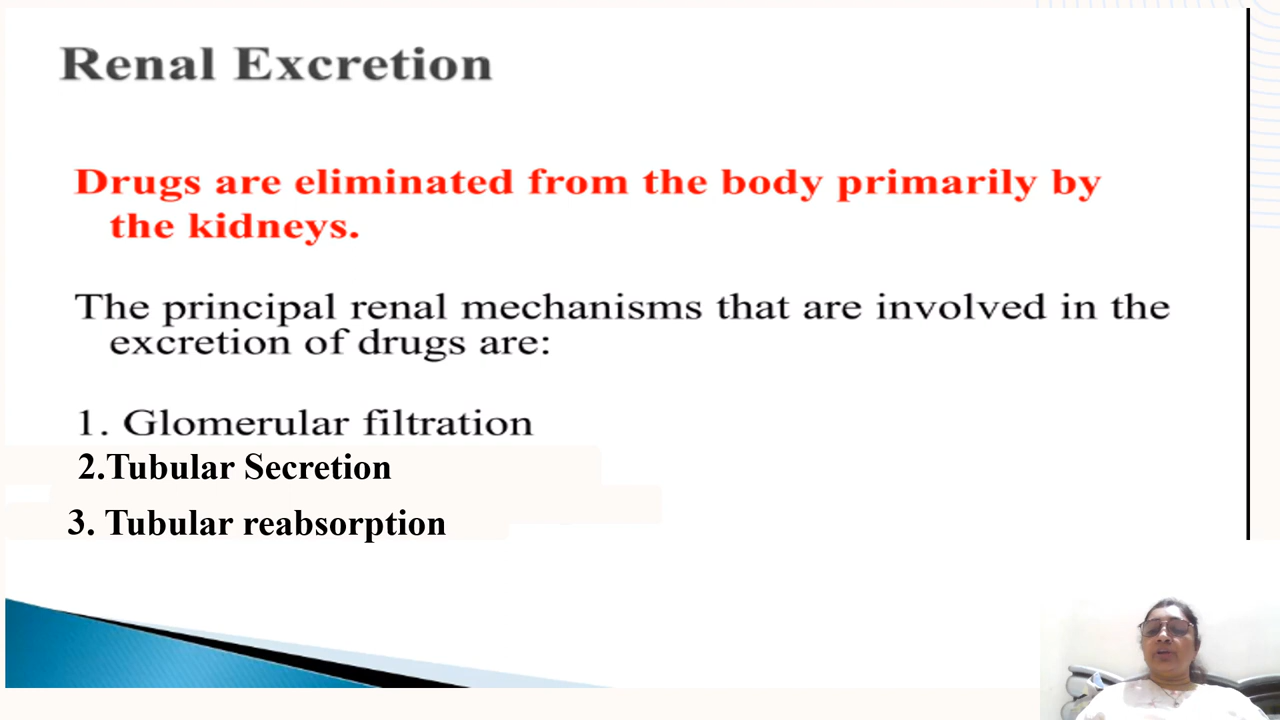 Renal Excretion
Drugs are eliminated from the body primarily by
the kidneys.
The principal renal mechanisms that are involved in the
excretion of drugs are:
1. Glomerular filtration
2.Tubular Secretion
3. Tubular reabsorption